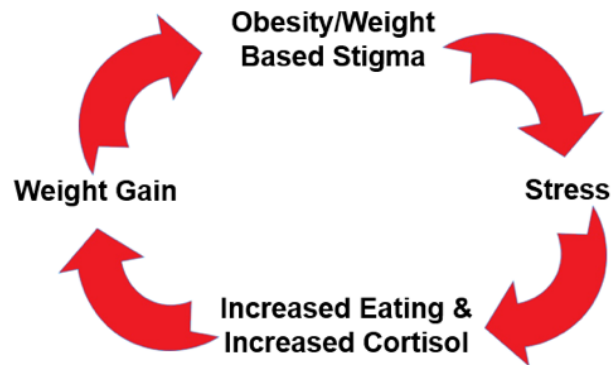 Obesity/Weight
Based Stigma
Stress
Increased Eating &
Increased Cortisol
Weight Gain